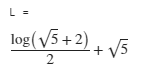 L =
log(√5+2)/2 + √5